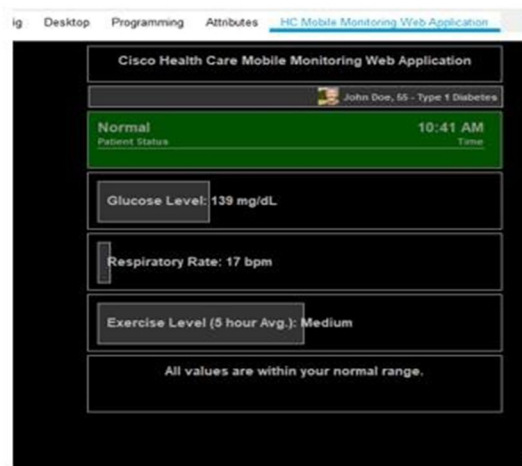 ig Desktop Programming Attributes HC Mobile Monitoring Web Application
Cisco Health Care Mobile Monitoring Web Application
John Doe, 55 - Type 1 Diabetes
Normal 10:41 AM
Patient Status Time
Glucose Level: 139 mg/dL
Respiratory Rate: 17 bpm
Exercise Level (5 hour Avg.): Medium
All values are within your normal range.